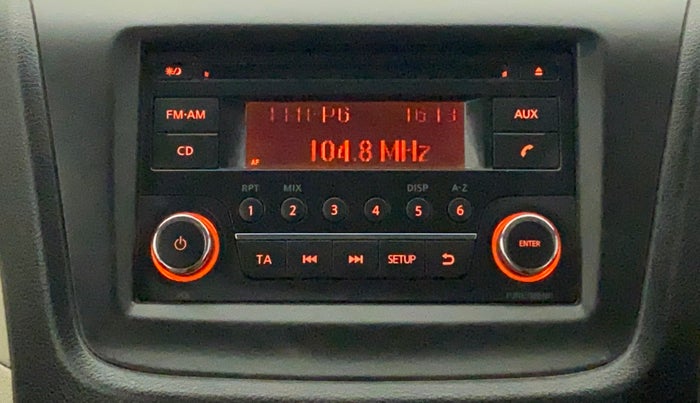 FM·AM
AUX
CD
AF
104.8 MHz
RPT MIX DISP A-Z
1 2 3 4 5 6
ENTER
TA SETUP